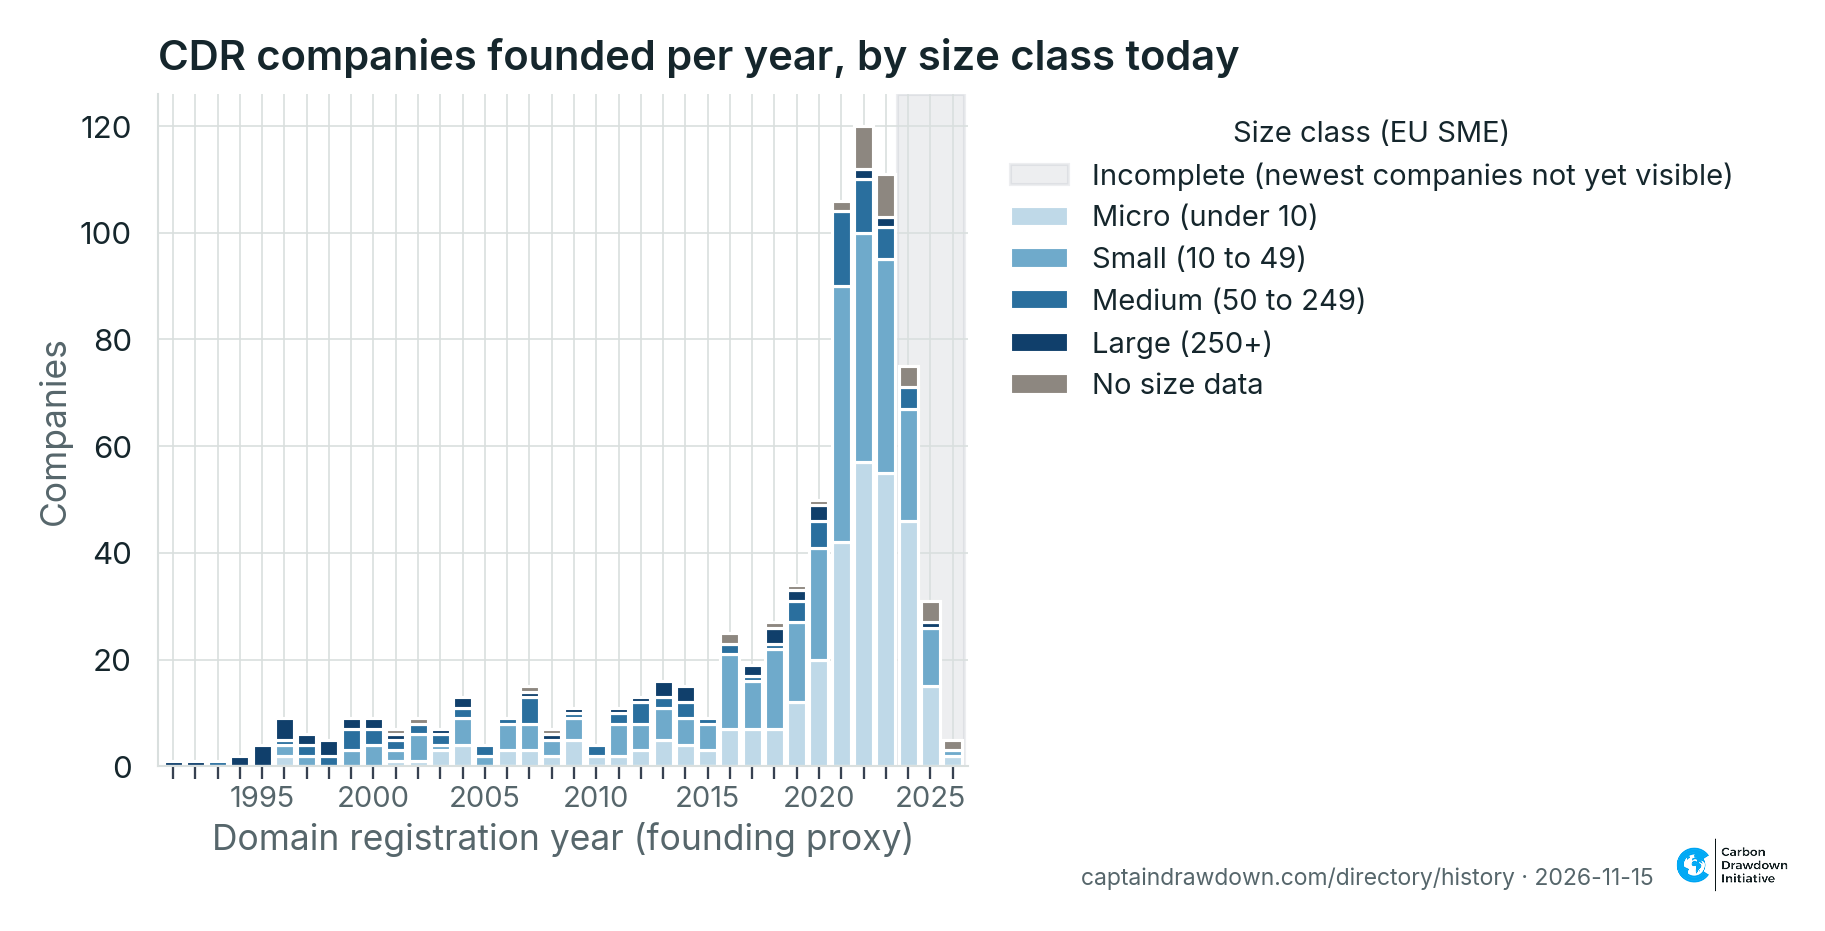 CDR companies founded per year, by size class today
120
100
80
60
40
20
0
Companies
1995 2000 2005 2010 2015 2020 2025
Domain registration year (founding proxy)
Size class (EU SME)
Incomplete (newest companies not yet visible)
Micro (under 10)
Small (10 to 49)
Medium (50 to 249)
Large (250+)
No size data
captaindrawdown.com/directory/history · 2026-11-15
Carbon
Drawdown
Initiative